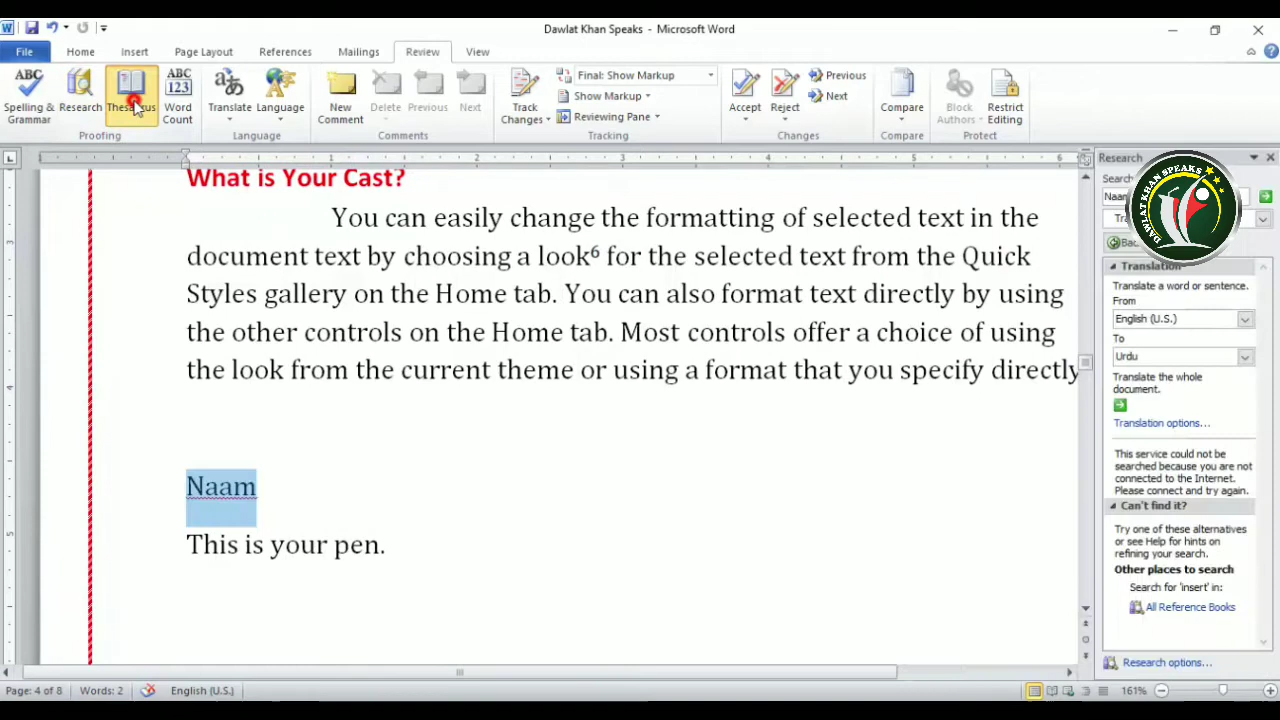 Dawlat Khan Speaks - Microsoft Word
File
Home
Insert
Page Layout
References
Mailings
Review
View
Spelling & Grammar
Research
Word Count
Proofing
Translate
Language
Language
New Comment
Delete
Previous
Next
Comments
Track Changes
Final: Show Markup
Show Markup
Reviewing Pane
Tracking
Accept
Reject
Previous
Next
Changes
Compare
Compare
Block Authors
Restrict Editing
Protect
What is Your Cast?
You can easily change the formatting of selected text in the
document text by choosing a look⁶ for the selected text from the Quick
Styles gallery on the Home tab. You can also format text directly by using
the other controls on the Home tab. Most controls offer a choice of using
the look from the current theme or using a format that you specify directly
Naam
This is your pen.
Research
DAWLAT KHAN SPEAKS
Translation
Translate a word or sentence.
From
English (U.S.)
To
Urdu
Translate the whole
document.
Translation options...
This service could not be
searched because you are not
connected to the Internet.
Please connect and try again.
Can't find it?
Try one of these alternatives
or see Help for hints on
refining your search.
Other places to search
Search for 'insert' in:
All Reference Books
Research options...
Page: 4 of 8
Words: 2
English (U.S.)
161%